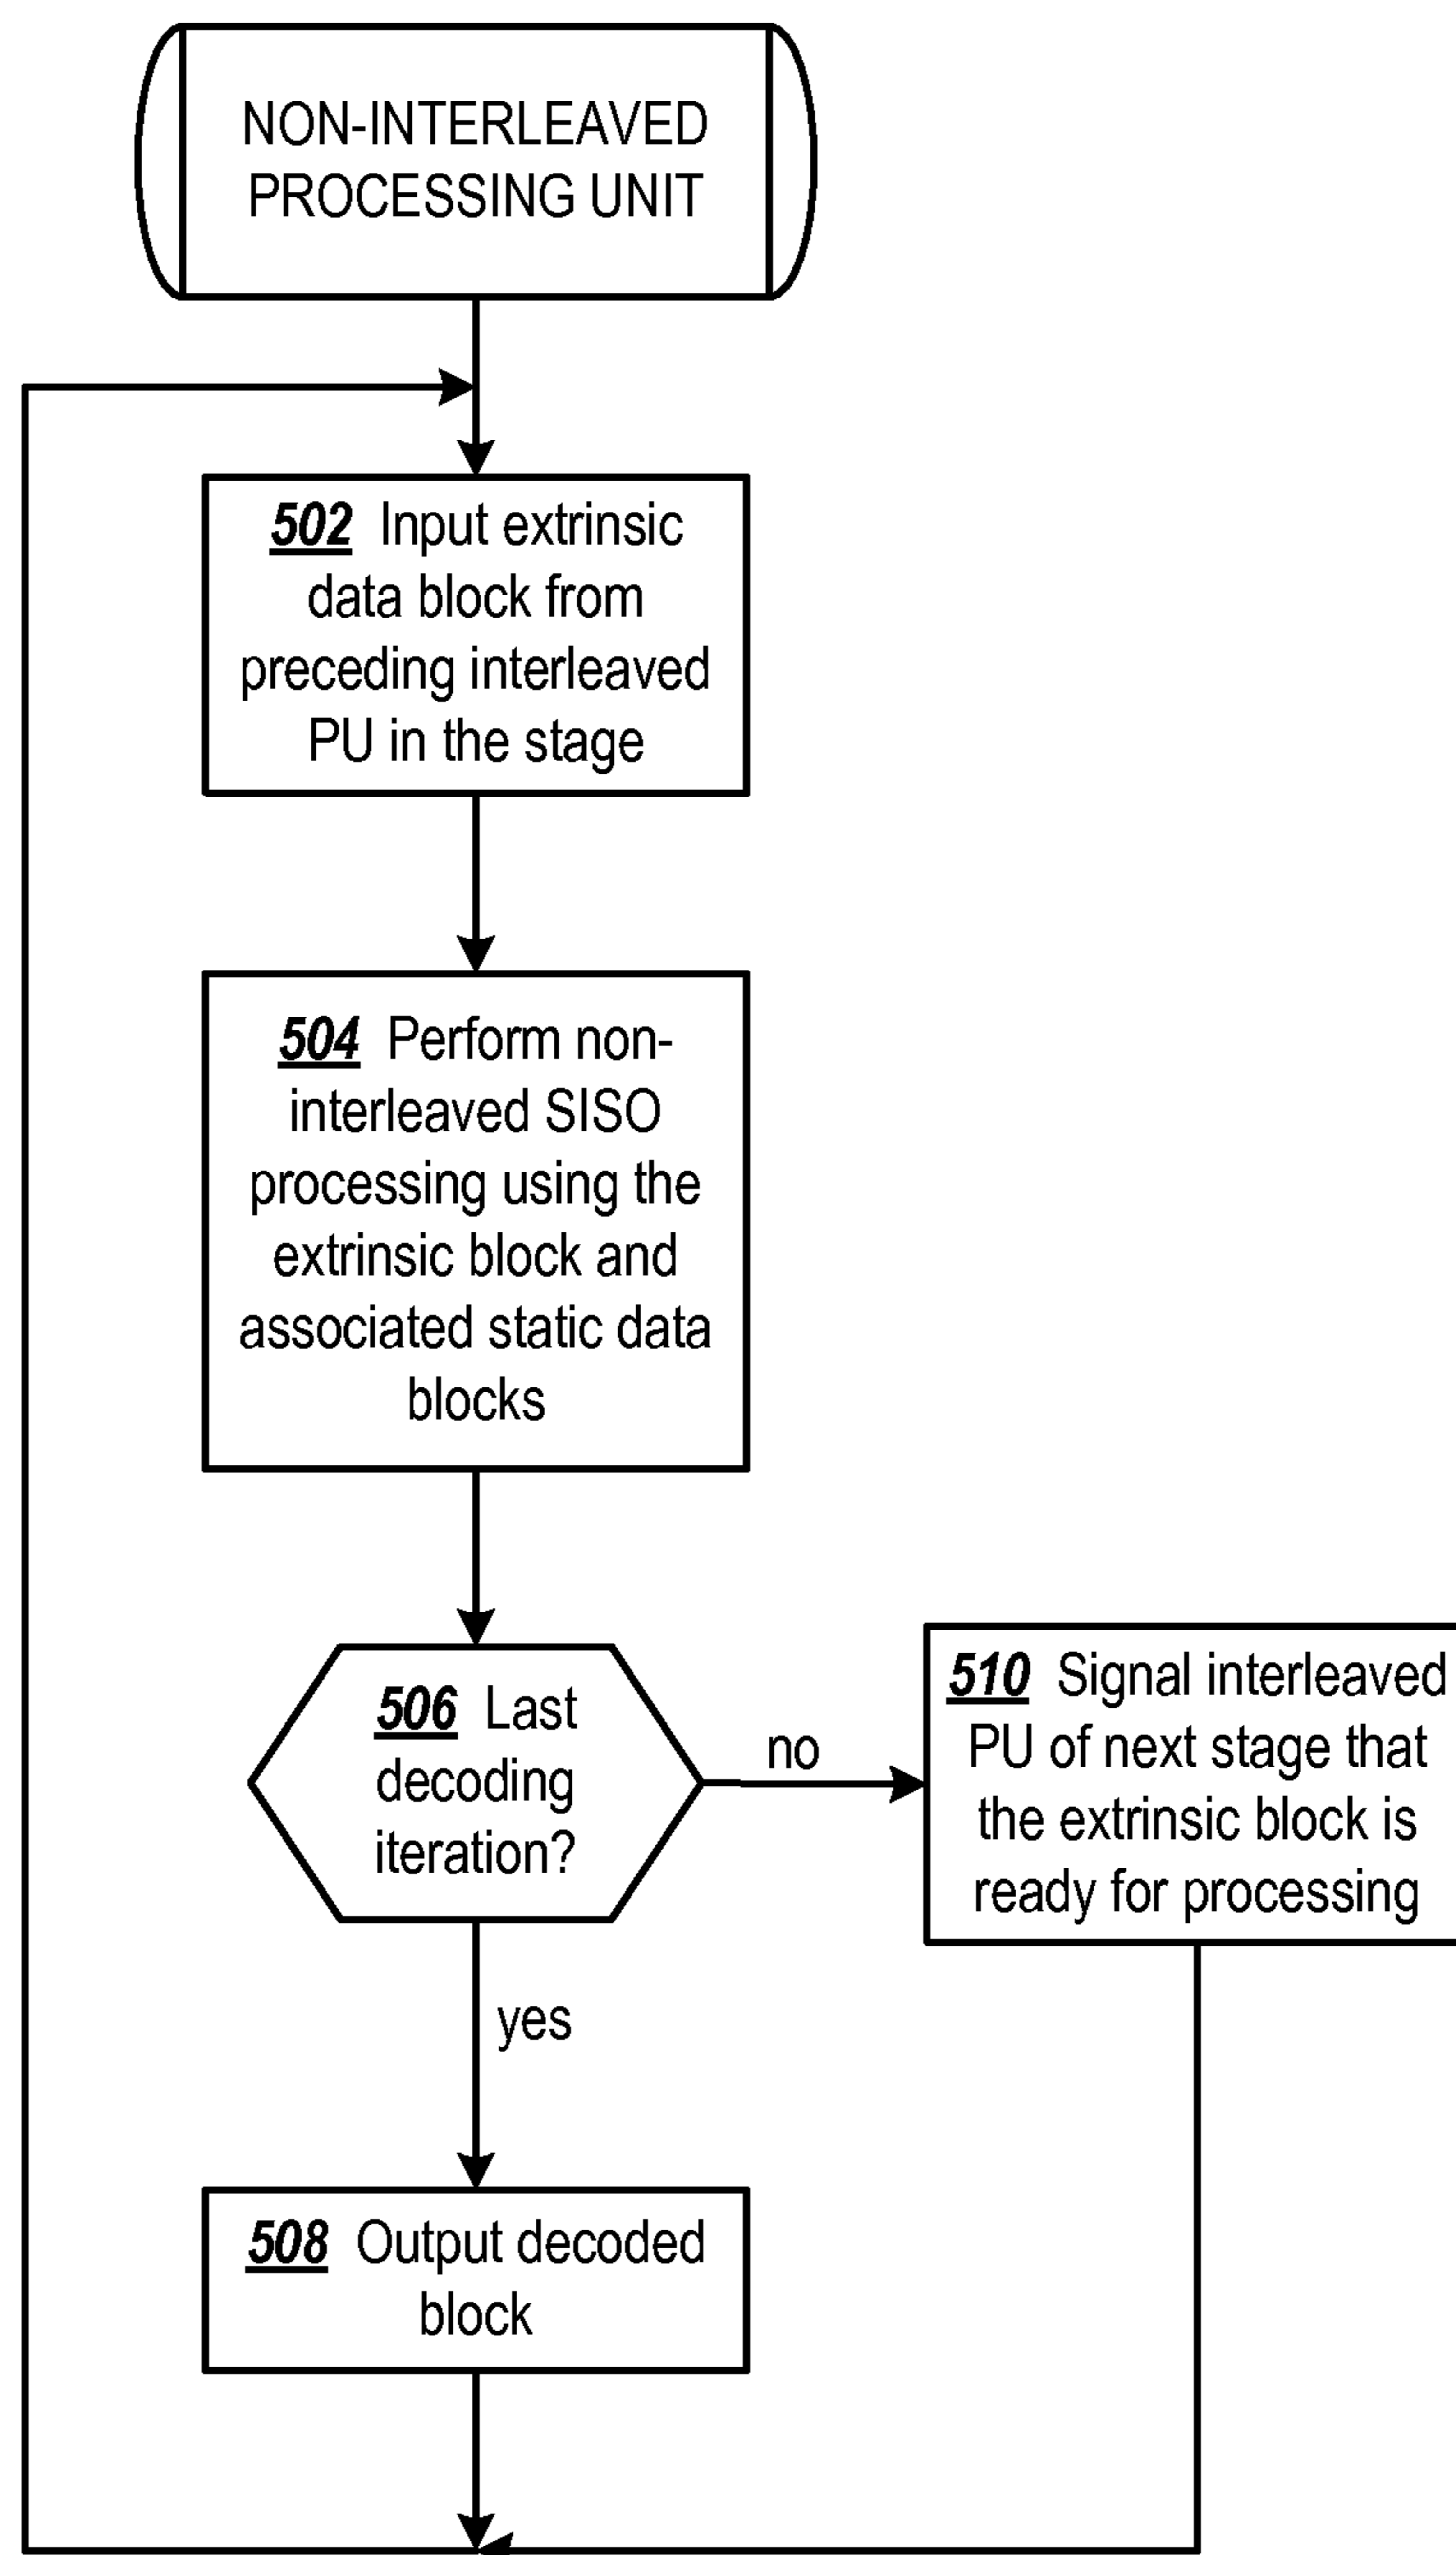 NON-INTERLEAVED
PROCESSING UNIT
502 Input extrinsic
data block from
preceding interleaved
PU in the stage
504 Perform non-
interleaved SISO
processing using the
extrinsic block and
associated static data
blocks
506 Last
decoding
iteration?
no
510 Signal interleaved
PU of next stage that
the extrinsic block is
ready for processing
yes
508 Output decoded
block